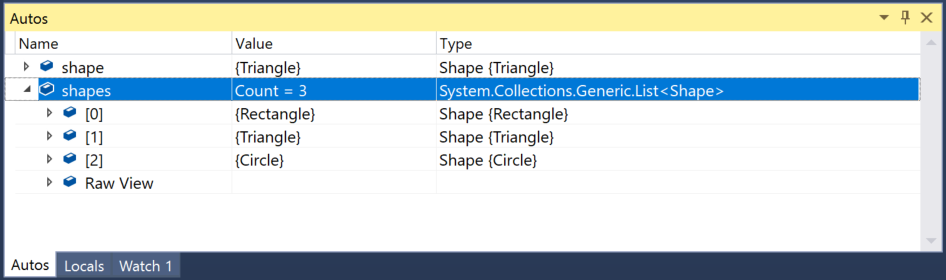 Autos
Name Value Type
shape {Triangle} Shape {Triangle}
shapes Count = 3 System.Collections.Generic.List<Shape>
[0] {Rectangle} Shape {Rectangle}
[1] {Triangle} Shape {Triangle}
[2] {Circle} Shape {Circle}
Raw View
Autos Locals Watch 1